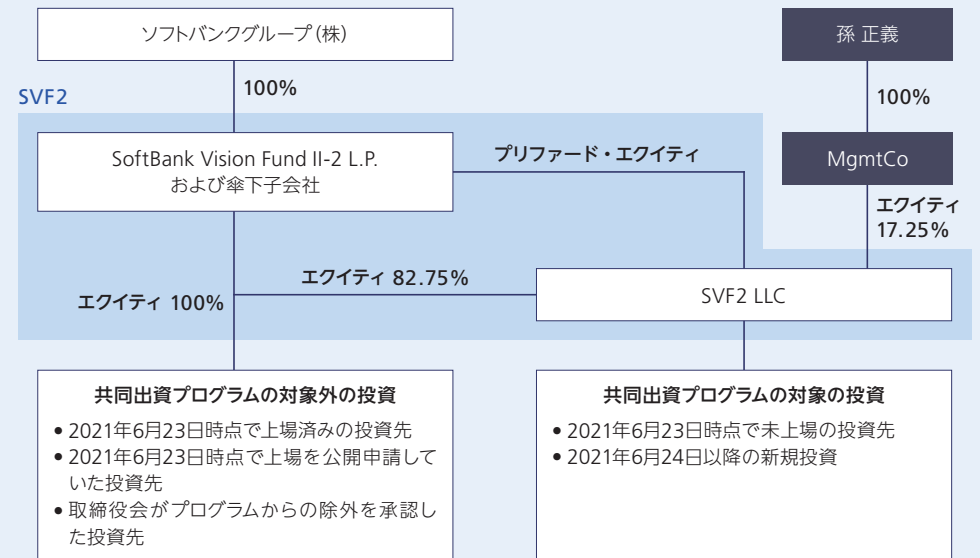 ソフトバンクグループ(株)
孫 正義
100%
100%
SVF2
SoftBank Vision Fund II-2 L.P.
および傘下子会社
プリファード・エクイティ
MgmtCo
エクイティ
17.25%
エクイティ 82.75%
エクイティ 100%
SVF2 LLC
共同出資プログラムの対象外の投資
• 2021年6月23日時点で上場済みの投資先
• 2021年6月23日時点で上場を公開申請して
いた投資先
• 取締役会がプログラムからの除外を承認し
た投資先
共同出資プログラムの対象の投資
• 2021年6月23日時点で未上場の投資先
• 2021年6月24日以降の新規投資